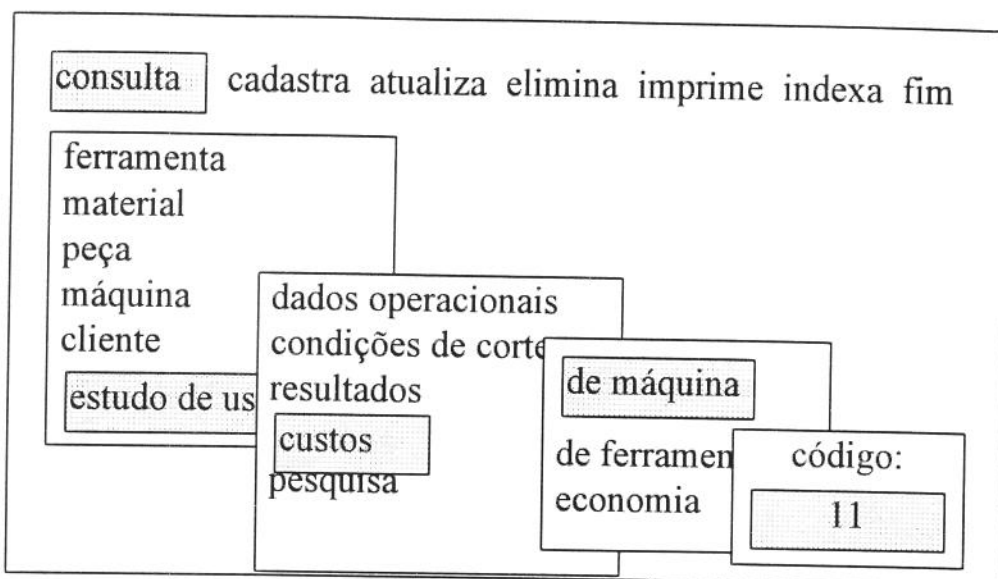 consulta cadastra atualiza elimina imprime indexa fim
ferramenta
material
peça
máquina
cliente
estudo de us
dados operacionais
condições de corte
resultados
custos
pesquisa
de máquina
de ferramen
economia
código:
11